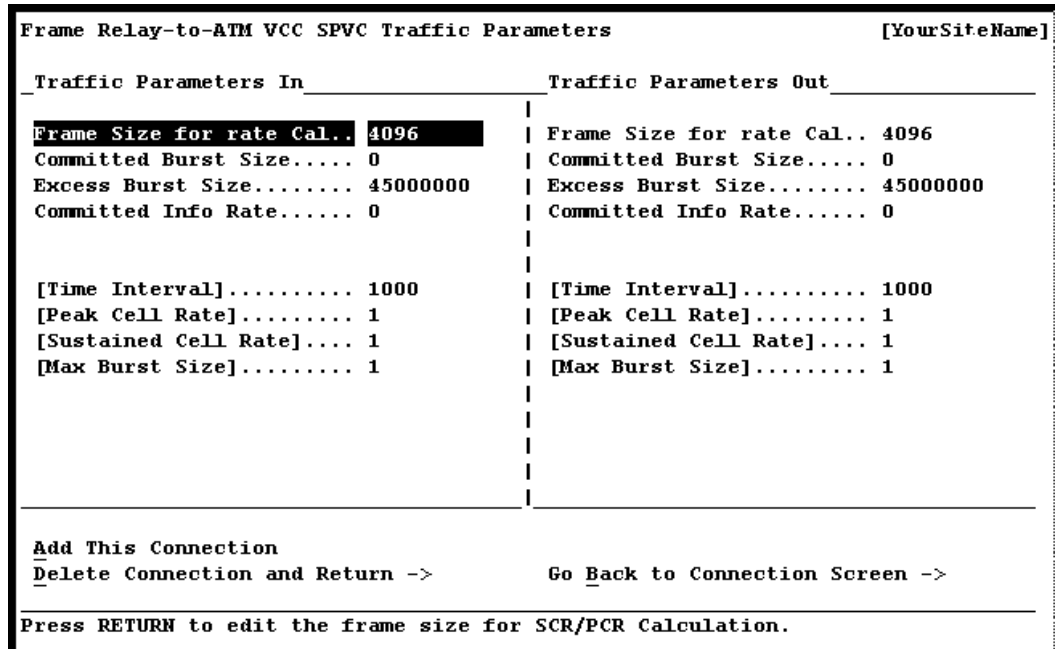 Frame Relay-to-ATM VCC SPVC Traffic Parameters [YourSiteName]
Traffic Parameters In Traffic Parameters Out
Frame Size for rate Cal.. 4096 Frame Size for rate Cal.. 4096
Committed Burst Size..... 0 Committed Burst Size..... 0
Excess Burst Size........ 45000000 Excess Burst Size........ 45000000
Committed Info Rate...... 0 Committed Info Rate...... 0
[Time Interval].......... 1000 [Time Interval].......... 1000
[Peak Cell Rate]......... 1 [Peak Cell Rate]......... 1
[Sustained Cell Rate].... 1 [Sustained Cell Rate].... 1
[Max Burst Size]......... 1 [Max Burst Size]......... 1
Add This Connection
Delete Connection and Return -> Go Back to Connection Screen ->
Press RETURN to edit the frame size for SCR/PCR Calculation.